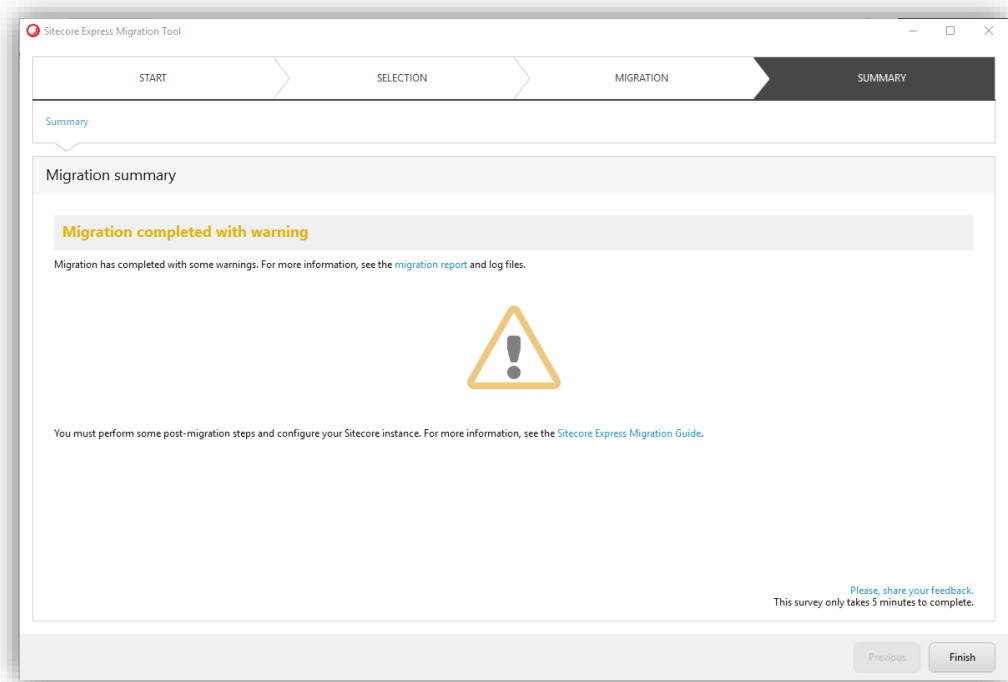 Sitecore Express Migration Tool
START
SELECTION
MIGRATION
SUMMARY
Summary
Migration summary
Migration completed with warning
Migration has completed with some warnings. For more information, see the migration report and log files.
You must perform some post-migration steps and configure your Sitecore instance. For more information, see the Sitecore Express Migration Guide.
Please, share your feedback.
This survey only takes 5 minutes to complete.
Previous
Finish